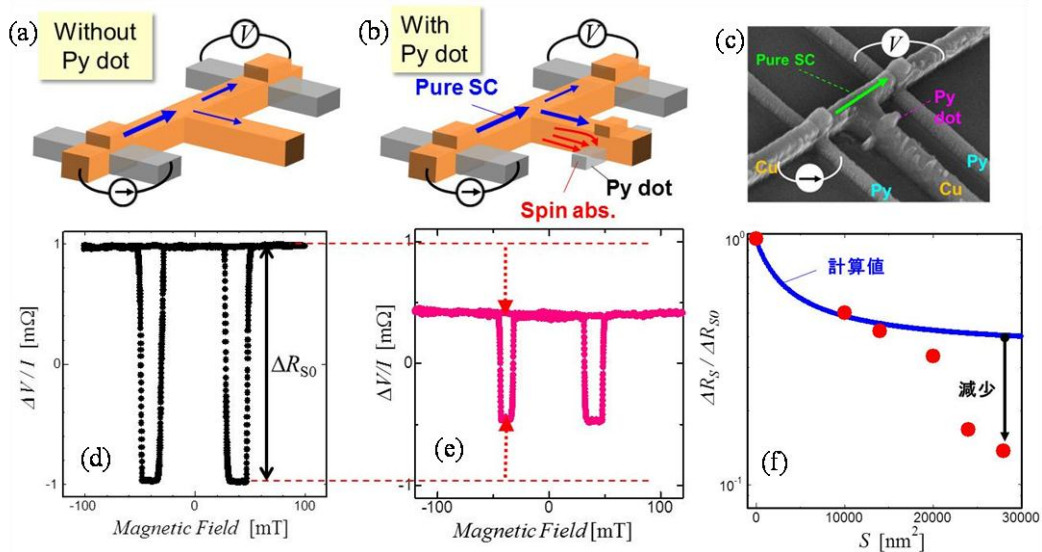 (a)
Without
Py dot
V
(b)
With
Py dot
Pure SC
V
Py dot
Spin abs.
(c)
V
Pure SC
Py
dot
Cu
Py
Cu
Py
1
0
-1
ΔV / I [mΩ]
ΔR_S0
(d)
-100 0 100
Magnetic Field [mT]
1
0
-1
ΔV/I [mΩ]
(e)
-100 0 100
Magnetic Field [mT]
10^0
10^-1
ΔR_S / ΔR_S0
計算値
減少
(f)
0 10000 20000 30000
S [nm^2]